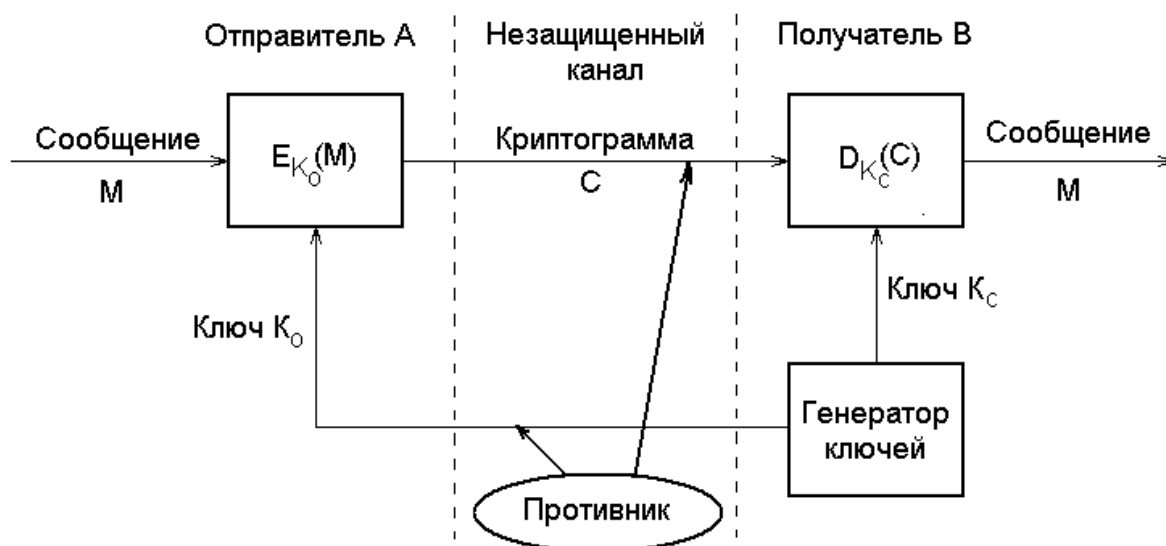 Отправитель А
Незащищенный
канал
Получатель В
Сообщение
М
E_{K_o}(M)
Криптограмма
С
D_{K_c}(C)
Сообщение
М
Ключ K_o
Ключ K_c
Генератор
ключей
Противник